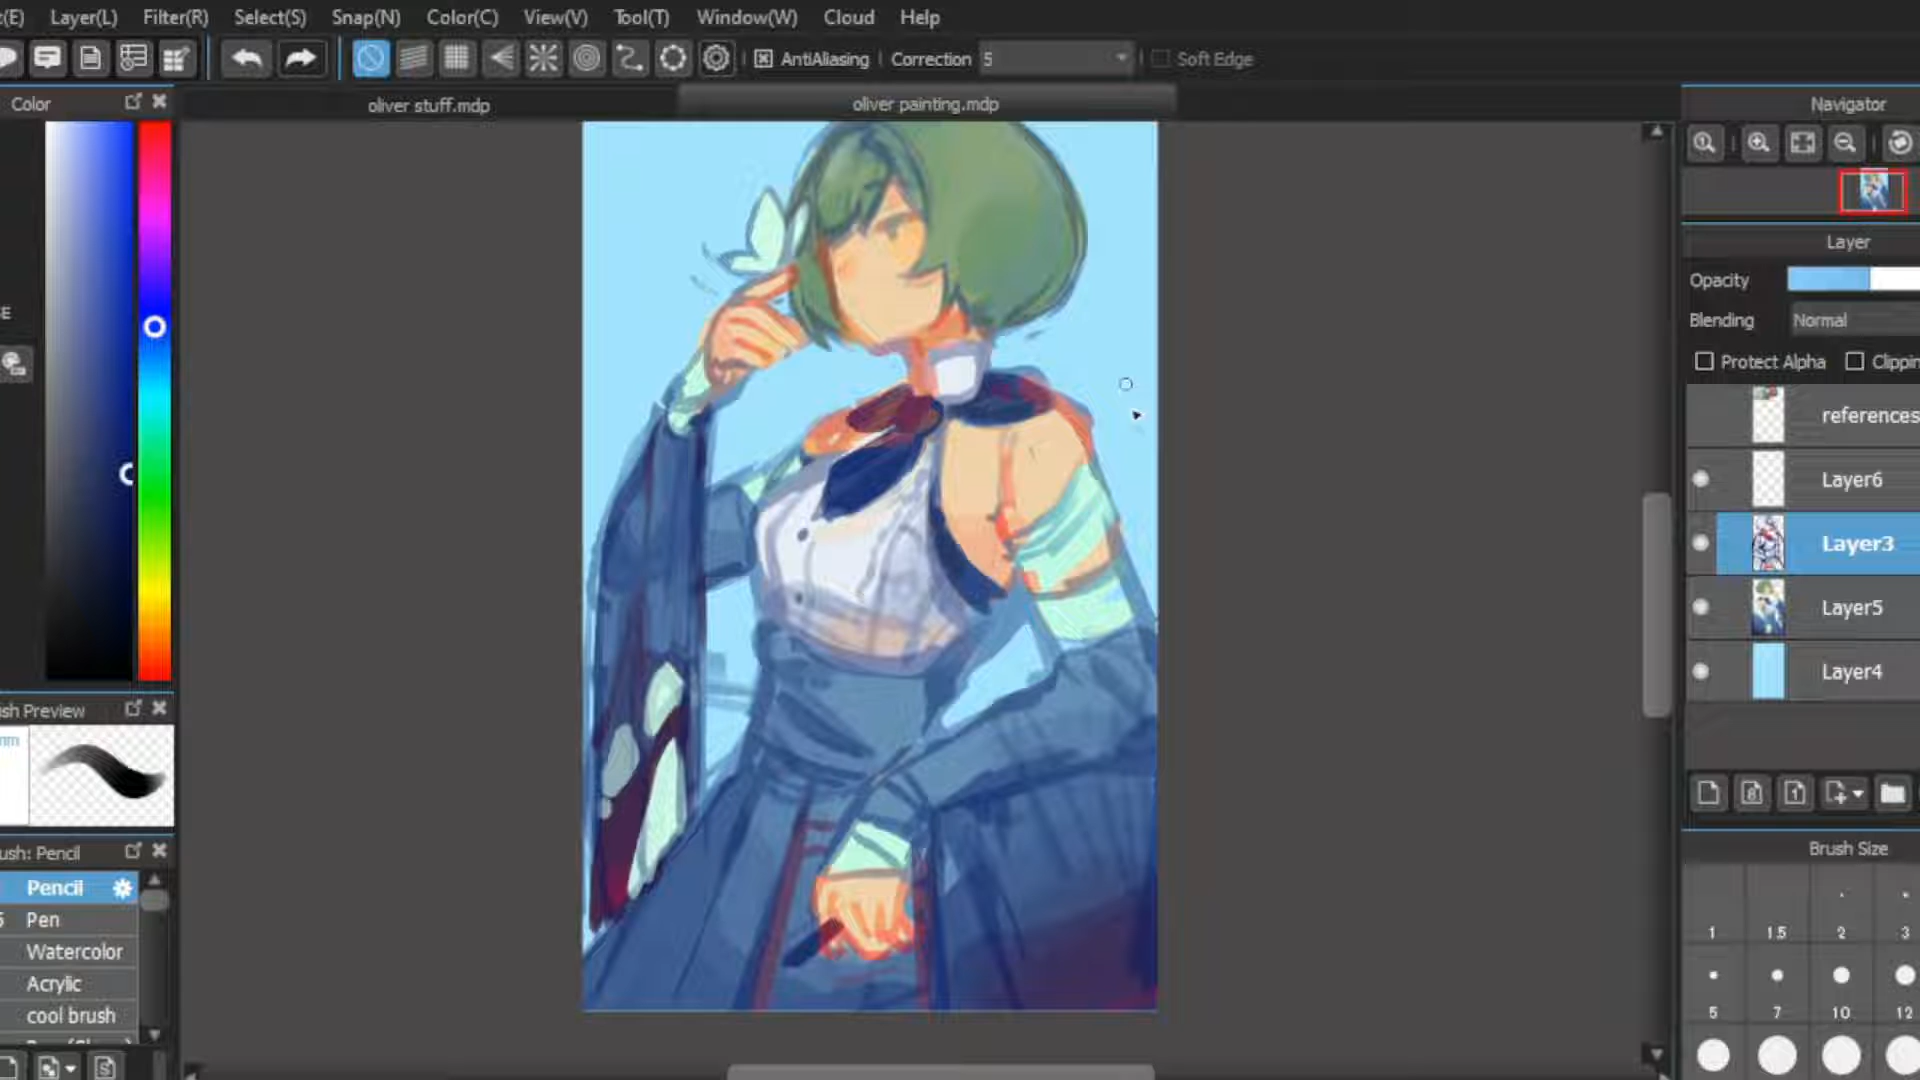 (E) Layer(L) Filter(R) Select(S) Snap(N) Color(C) View(V) Tool(T) Window(W) Cloud Help
AntiAliasing Correction 5 Soft Edge
Color
oliver stuff.mdp
oliver painting.mdp
Navigator
Layer
Opacity
Blending Normal
Protect Alpha Clippin
references
Layer6
Layer3
Layer5
Layer4
Brush Size
1 1.5 2 3
5 7 10 12
E
sh Preview
mm
ush: Pencil
Pencil
5 Pen
Watercolor
Acrylic
cool brush